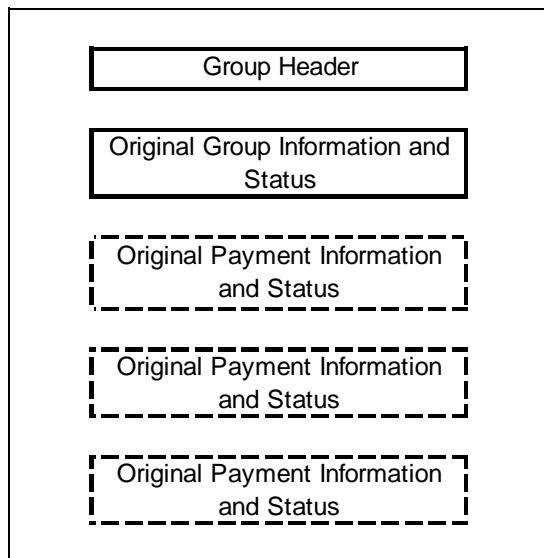 Group Header
Original Group Information and
Status
Original Payment Information
and Status
Original Payment Information
and Status
Original Payment Information
and Status